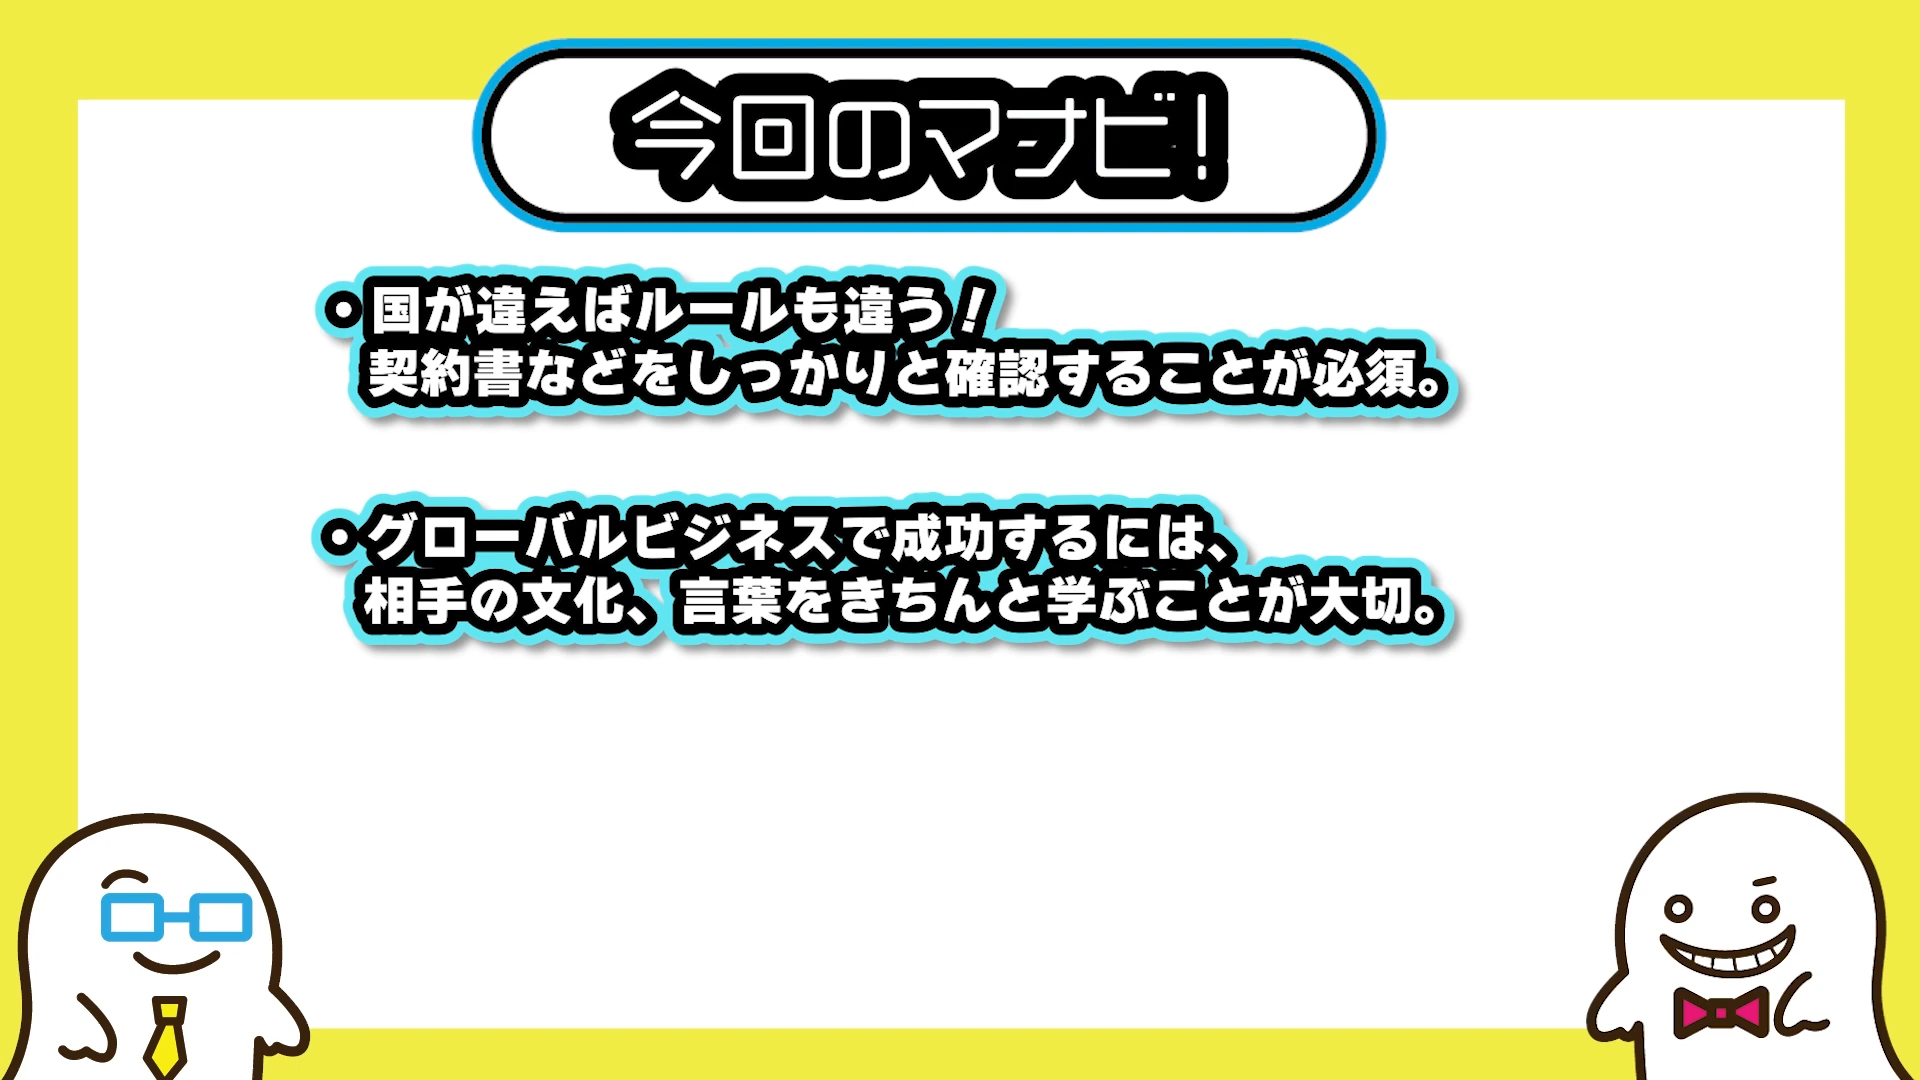 今回のマナビ!
・国が違えばルールも違う!
契約書などをしっかりと確認することが必須。
・グローバルビジネスで成功するには、
相手の文化、言葉をきちんと学ぶことが大切。